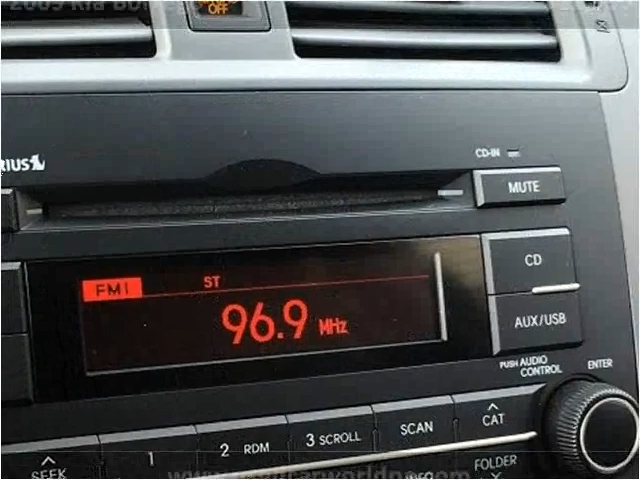 OFF
CD-IN
MUTE
FM1 ST
96.9 MHz
CD
AUX/USB
PUSH AUDIO CONTROL
ENTER
SEEK
1
2 RDM
3 SCROLL
SCAN
CAT
FOLDER